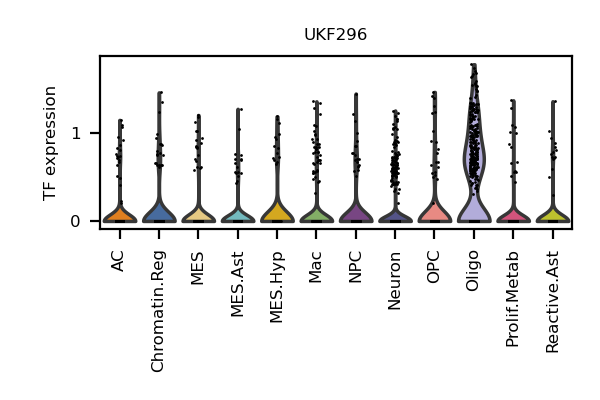 UKF296
TF expression
1
0
AC
Chromatin.Reg
MES
MES.Ast
MES.Hyp
Mac
NPC
Neuron
OPC
Oligo
Prolif.Metab
Reactive.Ast